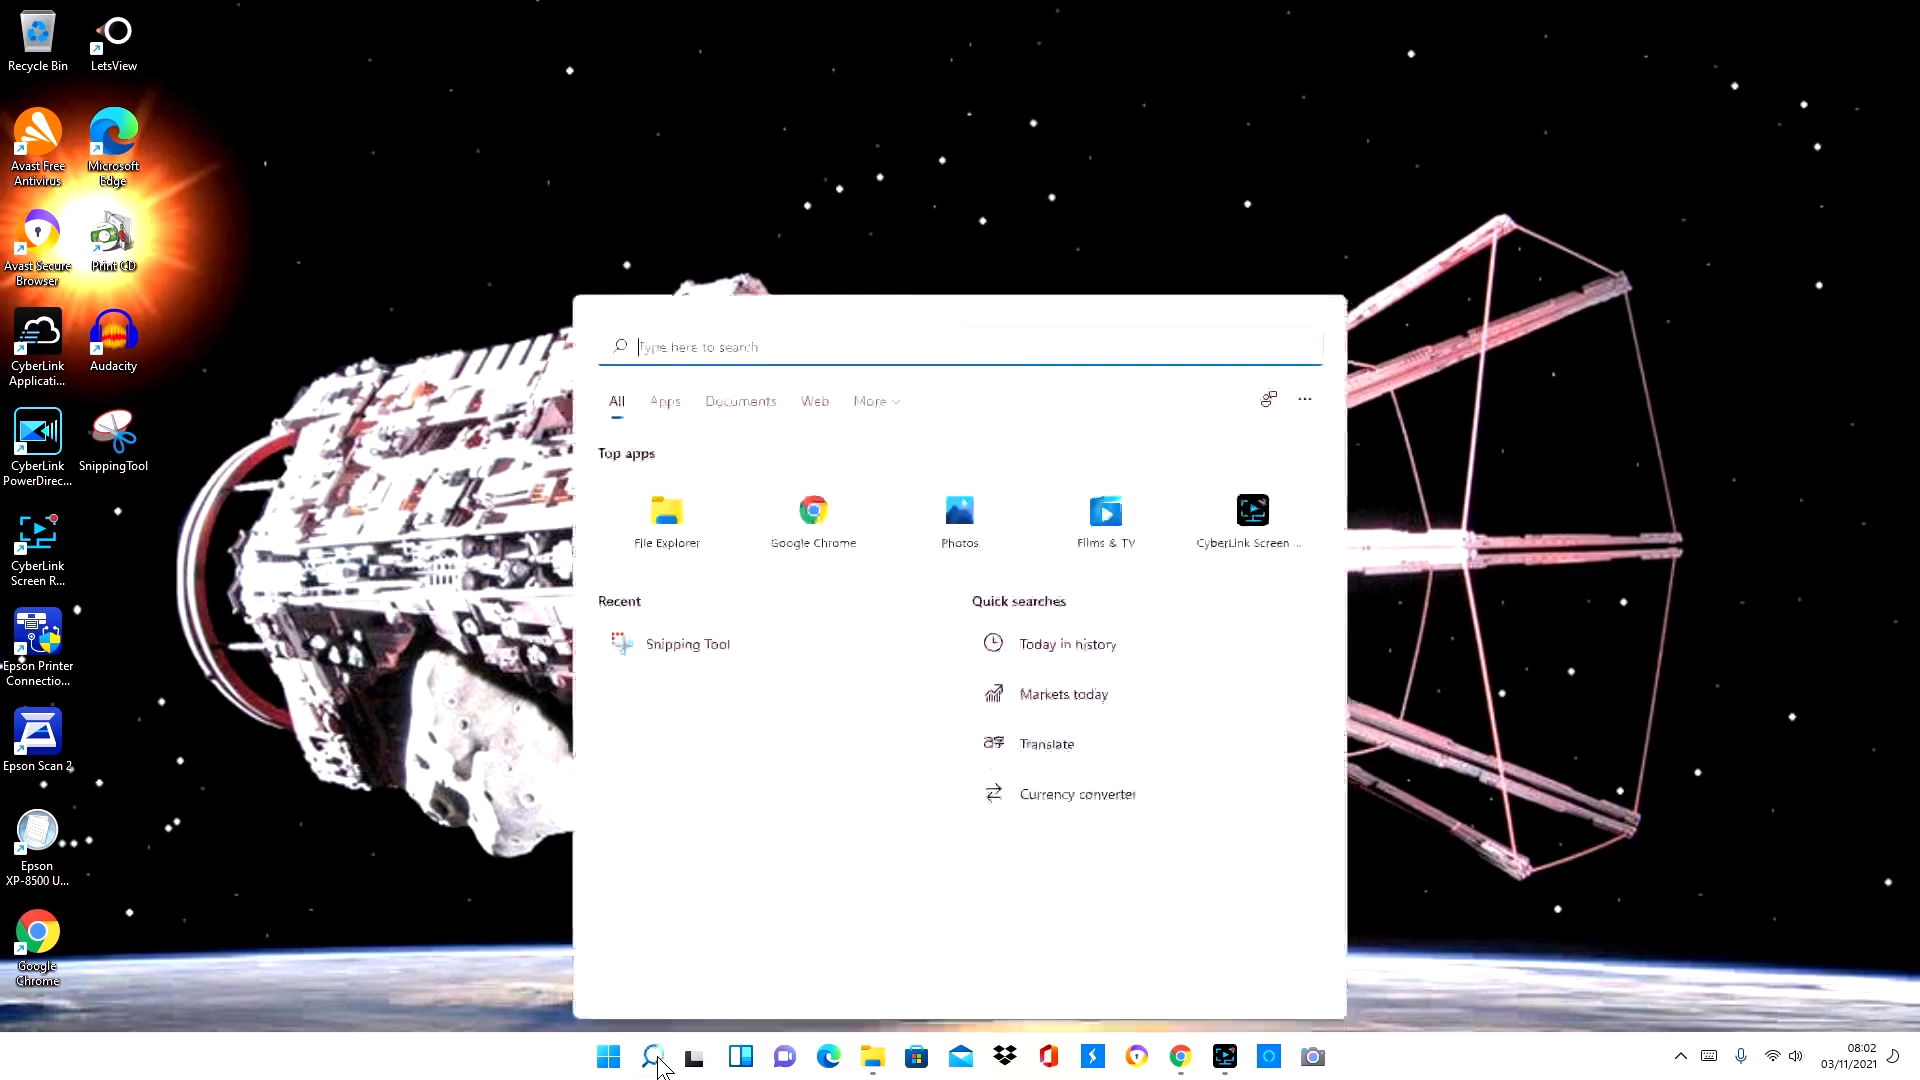 Recycle Bin
LetsView
Avast Free
Antivirus
Microsoft
Edge
Avast Secure
Browser
Print CD
CyberLink
Applicati...
Audacity
CyberLink
PowerDirec...
SnippingTool
CyberLink
Screen R...
Epson Printer
Connectio...
Epson Scan 2
Epson
XP-8500 U...
Google
Chrome
Type here to search
All
Apps
Documents
Web
More
Top apps
File Explorer
Google Chrome
Photos
Films & TV
CyberLink Screen ...
Recent
Snipping Tool
Quick searches
Today in history
Markets today
Translate
Currency converter
08:02
03/11/2021